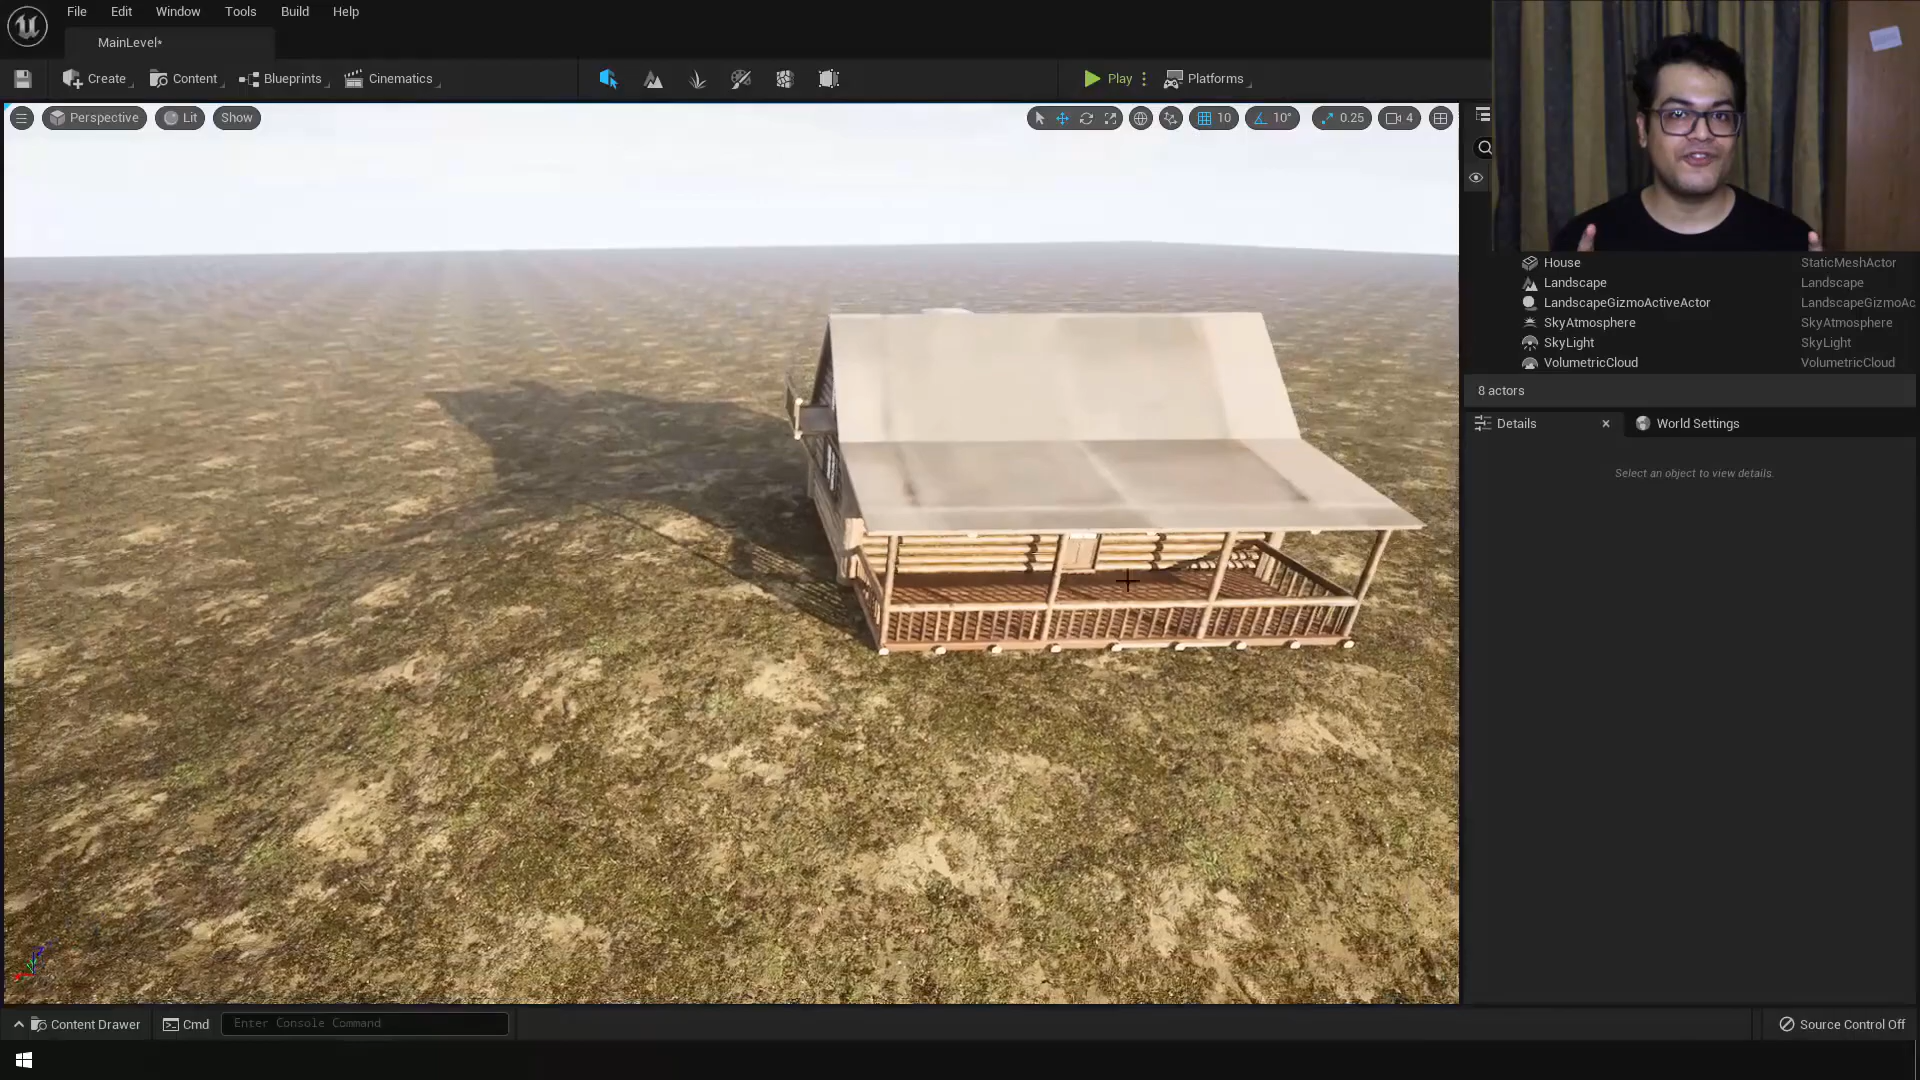 File Edit Window Tools Build Help
MainLevel*
Create Content Blueprints Cinematics Play Platforms
Perspective Lit Show 10 10° 0.25 4
House StaticMeshActor
Landscape Landscape
LandscapeGizmoActiveActor LandscapeGizmoAc
SkyAtmosphere SkyAtmosphere
SkyLight SkyLight
VolumetricCloud VolumetricCloud
8 actors
Details World Settings
Select an object to view details.
Content Drawer Cmd Enter Console Command Source Control Off